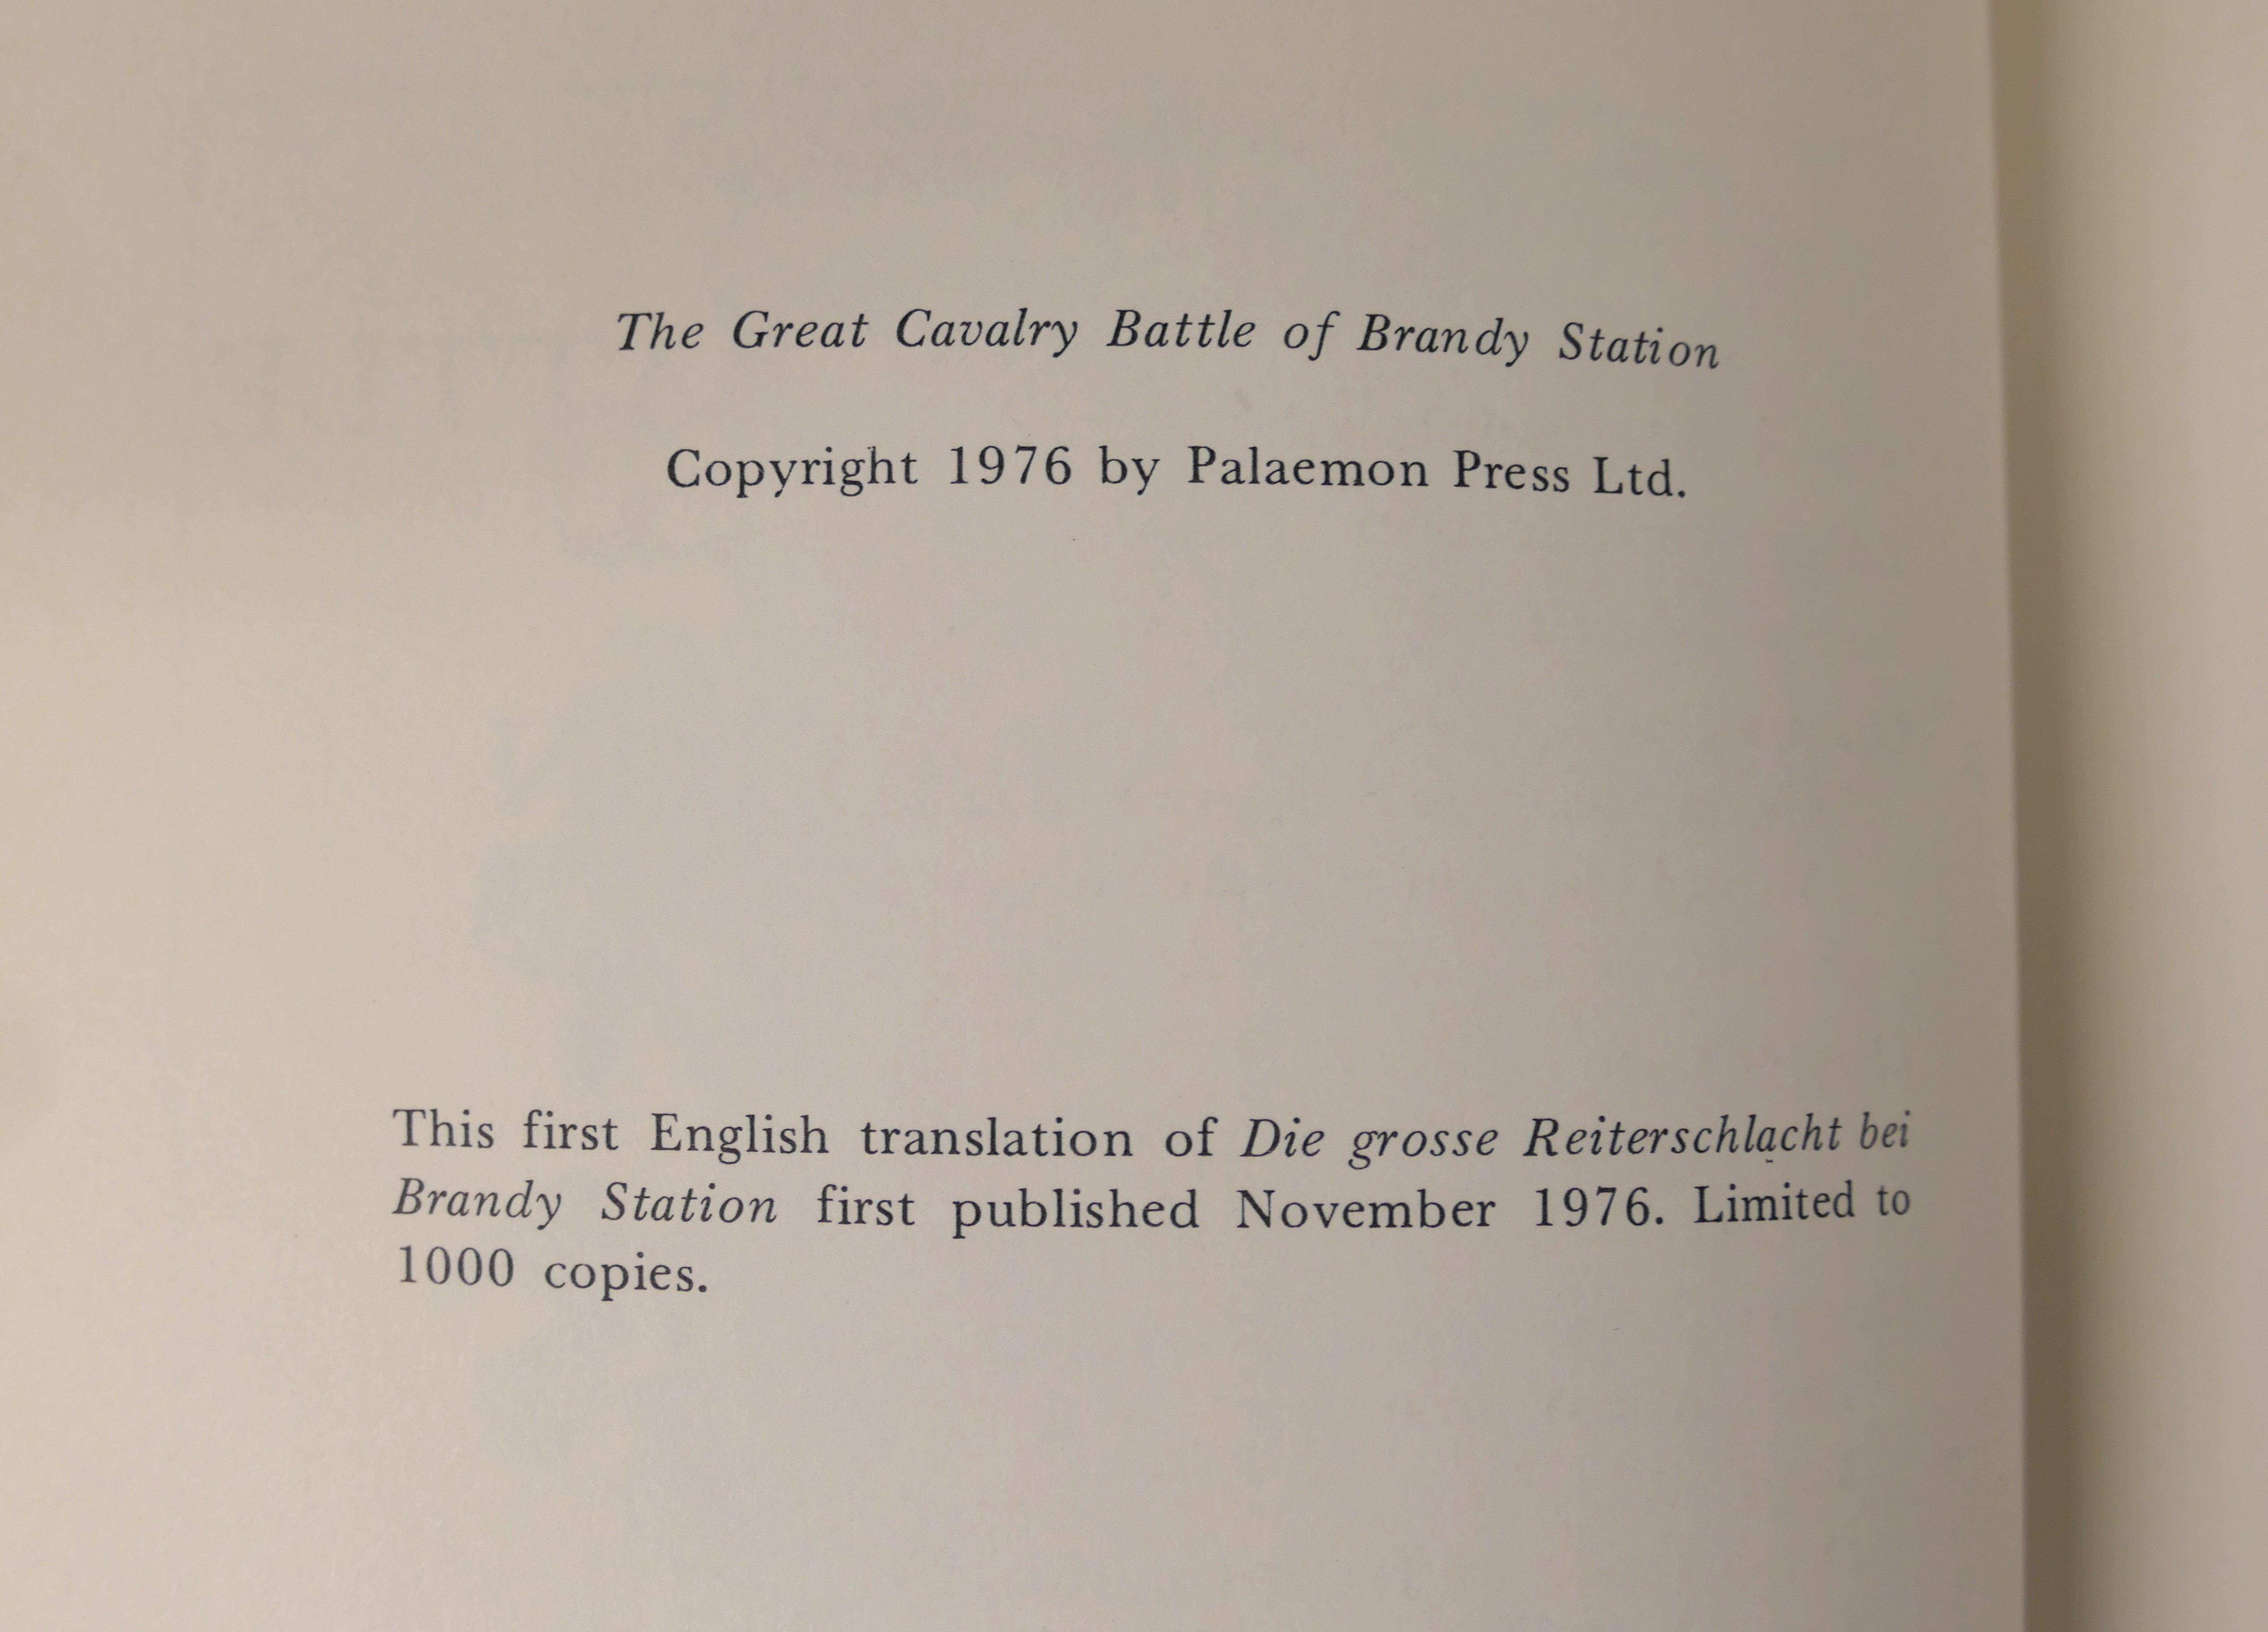 The Great Cavalry Battle of Brandy Station
Copyright 1976 by Palaemon Press Ltd.
This first English translation of Die grosse Reiterschlacht bei
Brandy Station first published November 1976. Limited to
1000 copies.